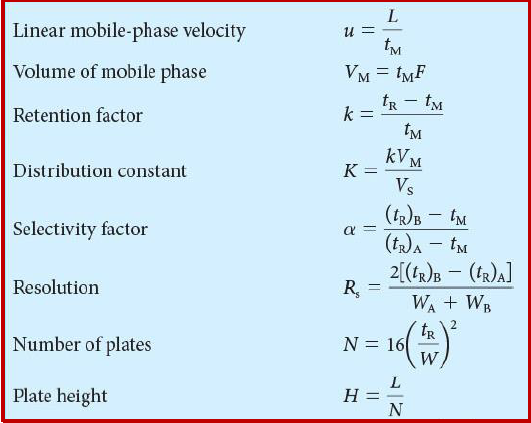 Linear mobile-phase velocity u = L / t_M
Volume of mobile phase V_M = t_M F
Retention factor k = (t_R − t_M) / t_M
Distribution constant K = kV_M / V_s
Selectivity factor α = ((t_R)_B − t_M) / ((t_R)_A − t_M)
Resolution R_s = 2[(t_R)_B − (t_R)_A] / (W_A + W_B)
Number of plates N = 16(t_R / W)^2
Plate height H = L / N